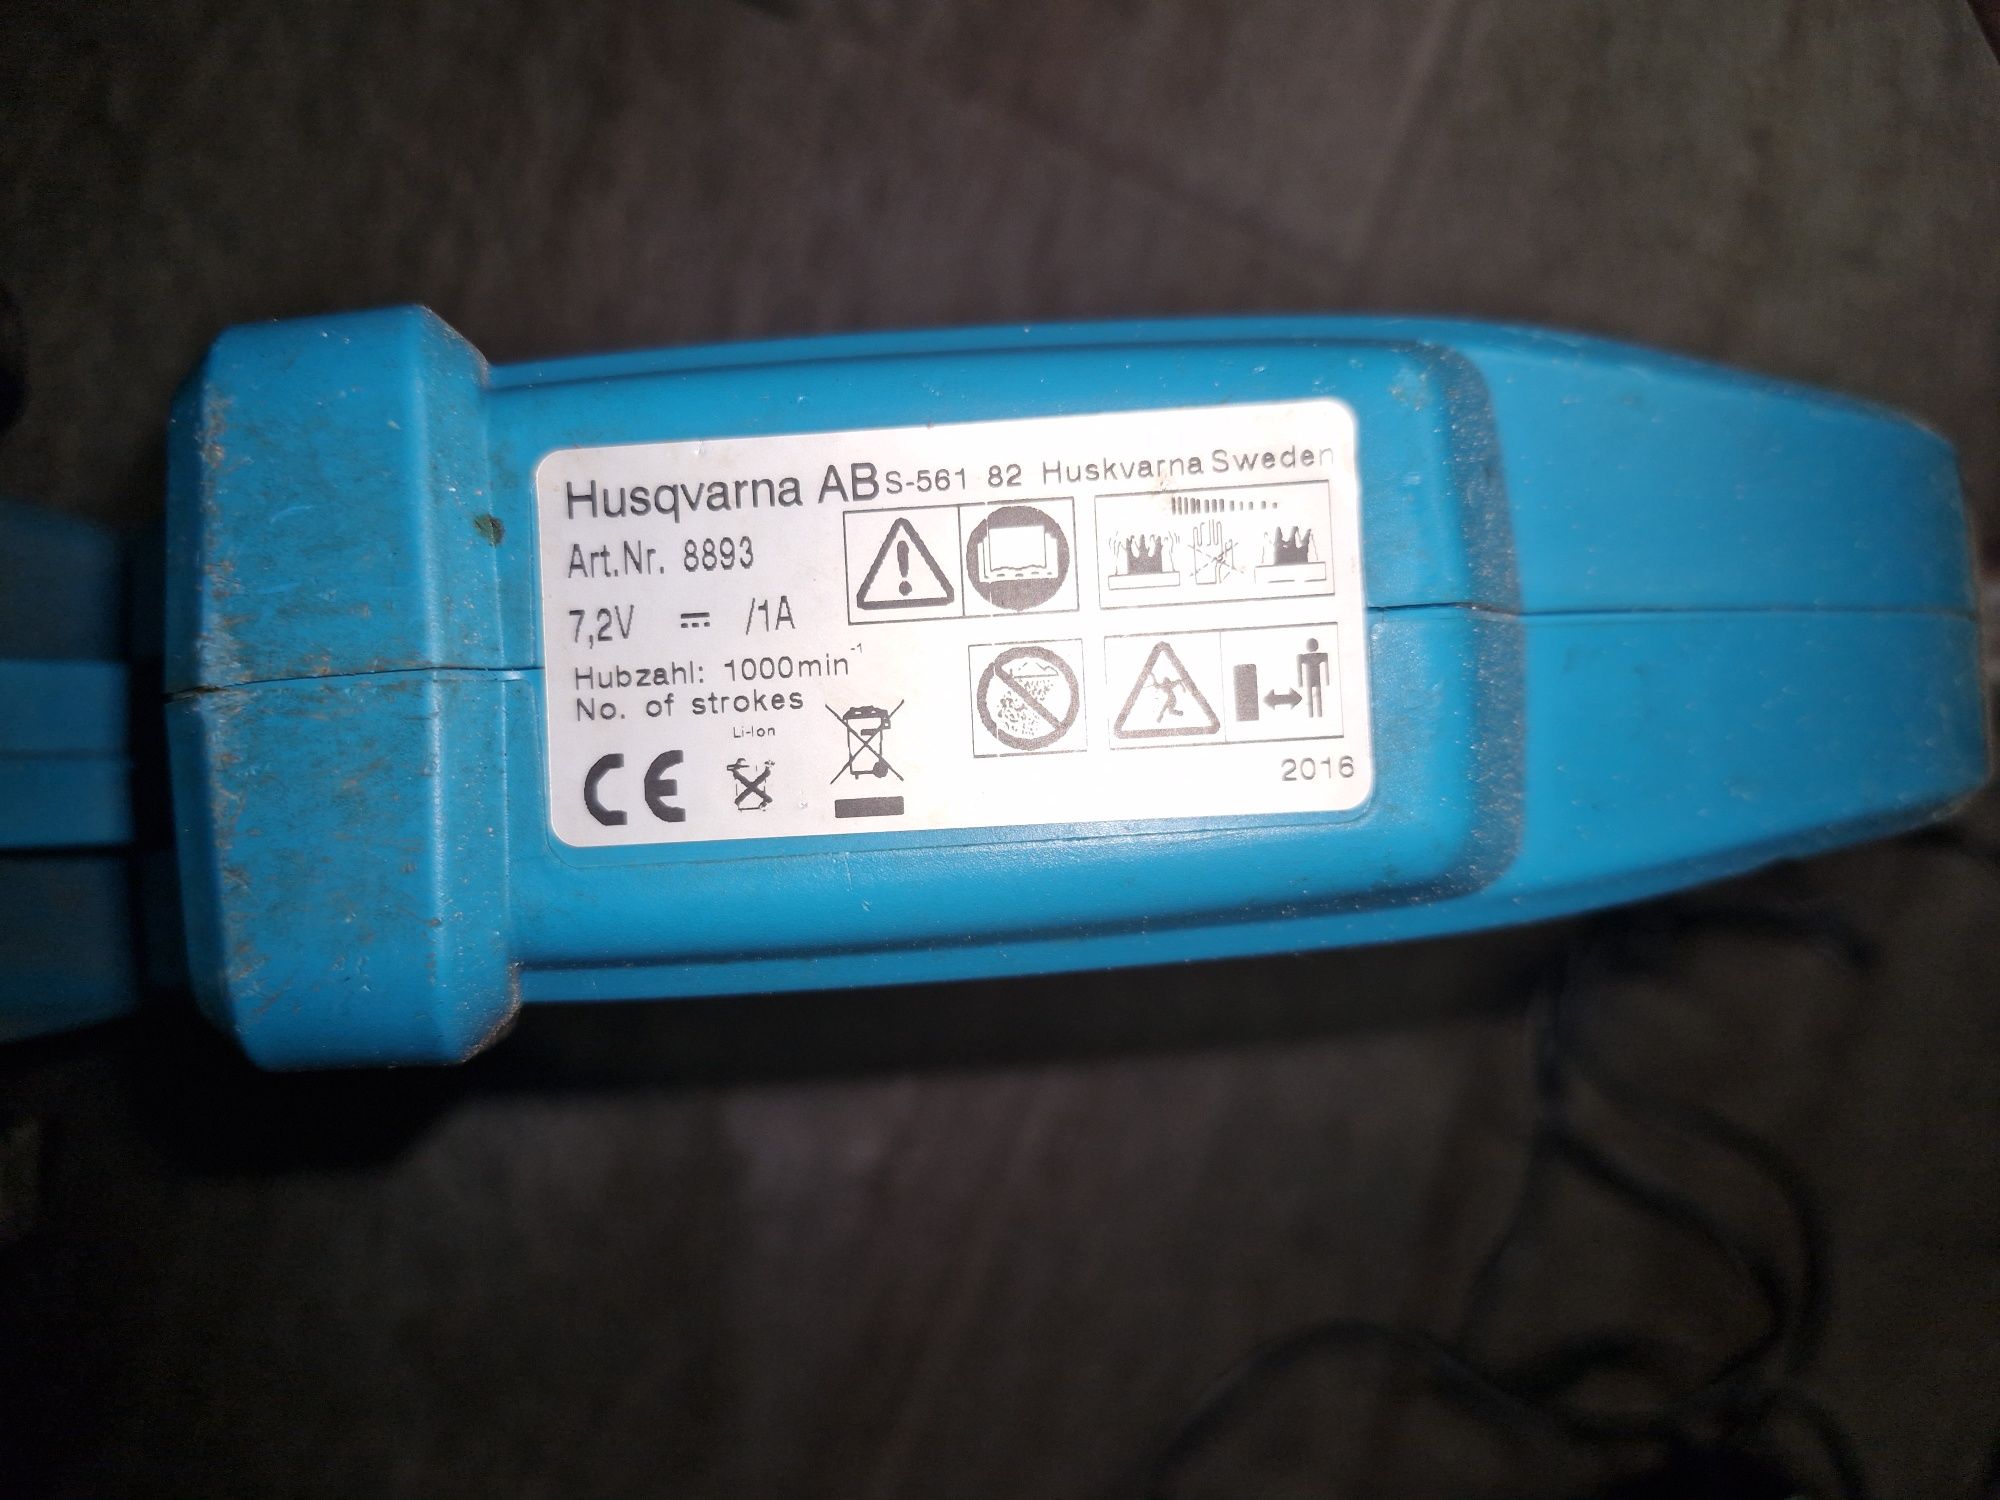 Husqvarna AB S-561 82 Huskvarna Sweden
Art.Nr. 8893
7,2V ⎓ /1A
Hubzahl: 1000min⁻¹
No. of strokes
Li-Ion
CE
2016